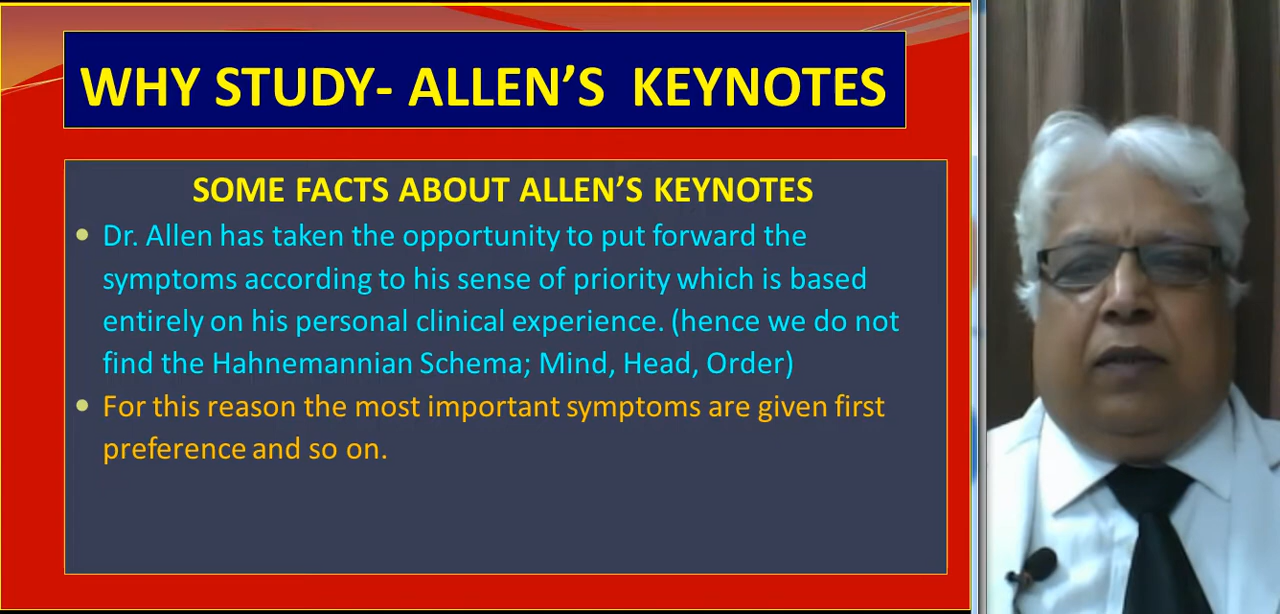 WHY STUDY- ALLEN’S KEYNOTES
SOME FACTS ABOUT ALLEN’S KEYNOTES
• Dr. Allen has taken the opportunity to put forward the
symptoms according to his sense of priority which is based
entirely on his personal clinical experience. (hence we do not
find the Hahnemannian Schema; Mind, Head, Order)
• For this reason the most important symptoms are given first
preference and so on.